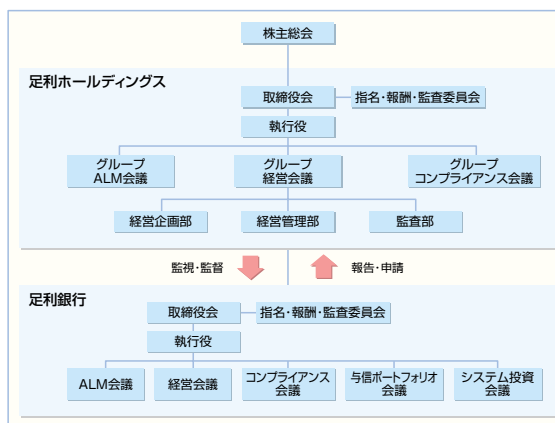 株主総会
足利ホールディングス
取締役会
指名・報酬・監査委員会
執行役
グループ
ALM会議
グループ
経営会議
グループ
コンプライアンス会議
経営企画部
経営管理部
監査部
監視・監督
報告・申請
足利銀行
取締役会
指名・報酬・監査委員会
執行役
ALM会議
経営会議
コンプライアンス
会議
与信ポートフォリオ
会議
システム投資
会議